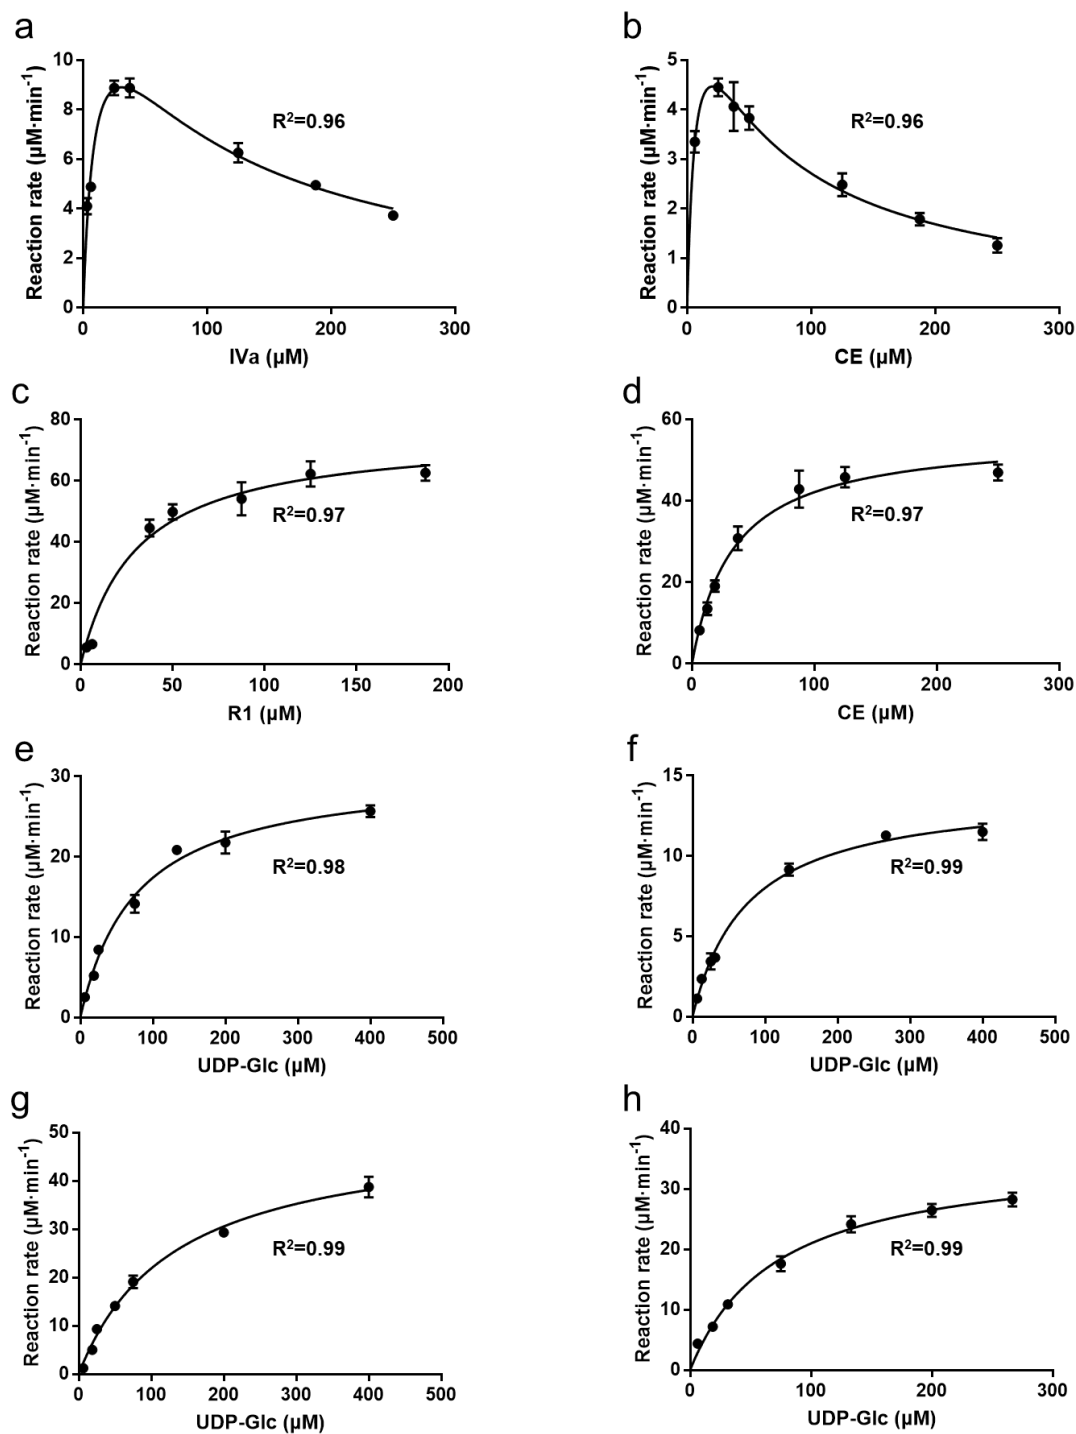 a
Reaction rate (µM·min⁻¹)
10
8
6
4
2
0
R²=0.96
0 100 200 300
IVa (µM)
b
Reaction rate (µM·min⁻¹)
5
4
3
2
1
0
R²=0.96
0 100 200 300
CE (µM)
c
Reaction rate (µM·min⁻¹)
80
60
40
20
0
R²=0.97
0 50 100 150 200
R1 (µM)
d
Reaction rate (µM·min⁻¹)
60
40
20
0
R²=0.97
0 100 200 300
CE (µM)
e
Reaction rate (µM·min⁻¹)
30
20
10
0
R²=0.98
0 100 200 300 400 500
UDP-Glc (µM)
f
Reaction rate (µM·min⁻¹)
15
10
5
0
R²=0.99
0 100 200 300 400 500
UDP-Glc (µM)
g
Reaction rate (µM·min⁻¹)
50
40
30
20
10
0
R²=0.99
0 100 200 300 400 500
UDP-Glc (µM)
h
Reaction rate (µM·min⁻¹)
40
30
20
10
0
R²=0.99
0 100 200 300
UDP-Glc (µM)